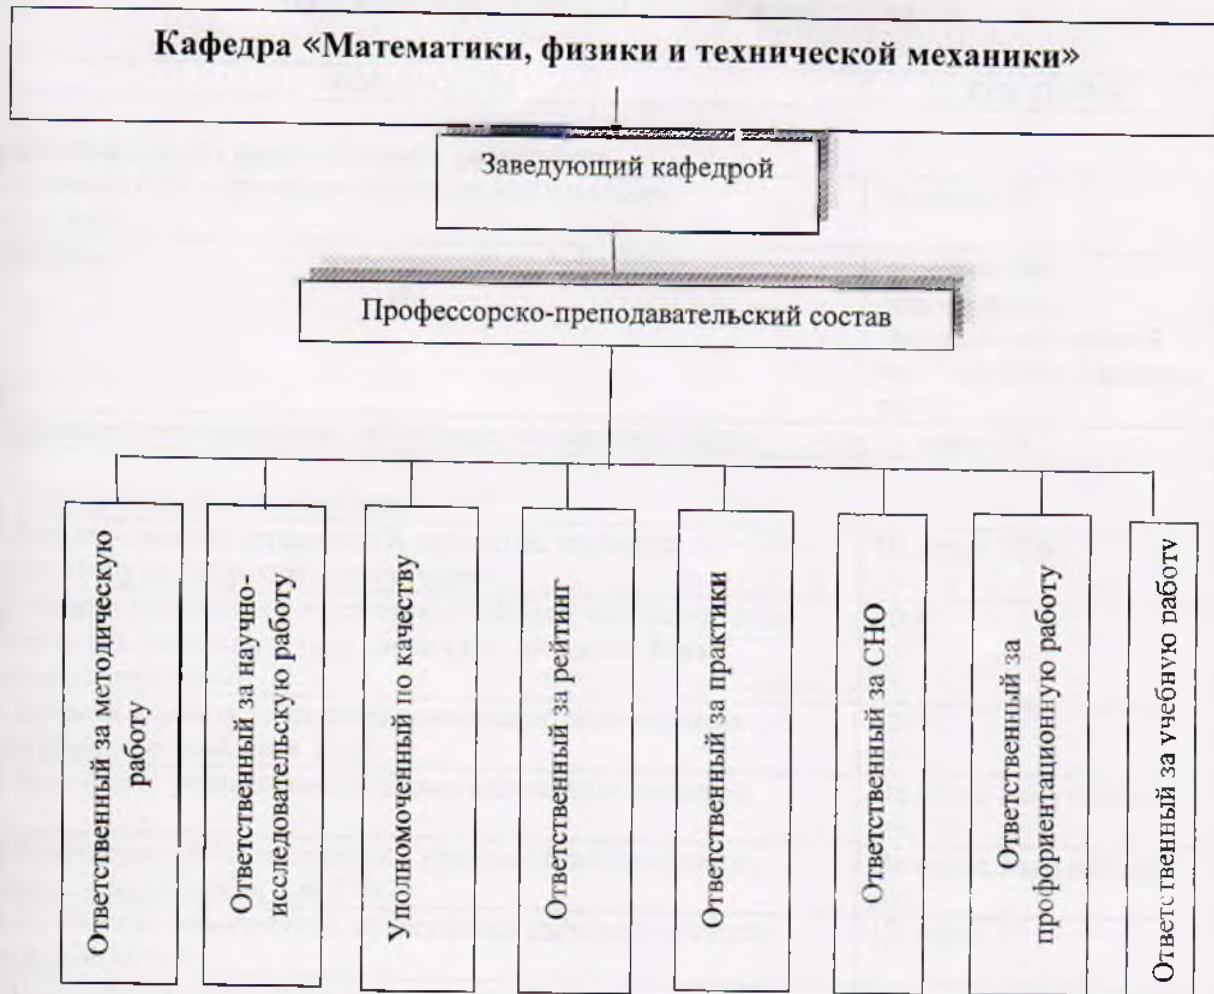 Кафедра «Математики, физики и технической механики»
Заведующий кафедрой
Профессорско-преподавательский состав
Ответственный за методическую
работу
Ответственный за научно-
исследовательскую работу
Уполномоченный по качеству
Ответственный за рейтинг
Ответственный за практики
Ответственный за СНО
Ответственный за
профориентационную работу
Ответственный за учебную работу